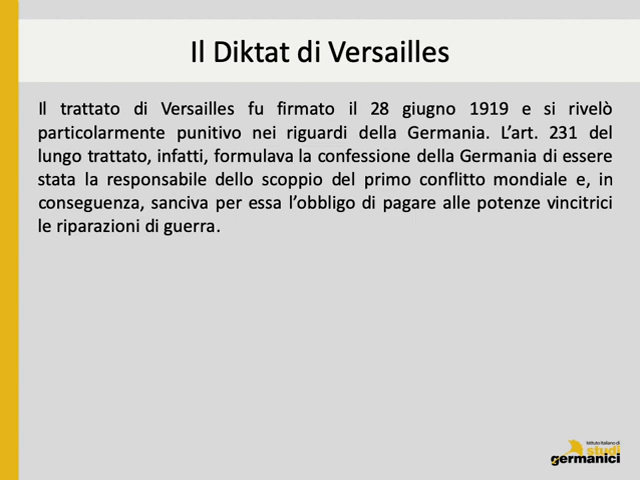 Il Diktat di Versailles
Il trattato di Versailles fu firmato il 28 giugno 1919 e si rivelò
particolarmente punitivo nei riguardi della Germania. L’art. 231 del
lungo trattato, infatti, formulava la confessione della Germania di essere
stata la responsabile dello scoppio del primo conflitto mondiale e, in
conseguenza, sanciva per essa l’obbligo di pagare alle potenze vincitrici
le riparazioni di guerra.
Istituto Italiano di
studi
germanici